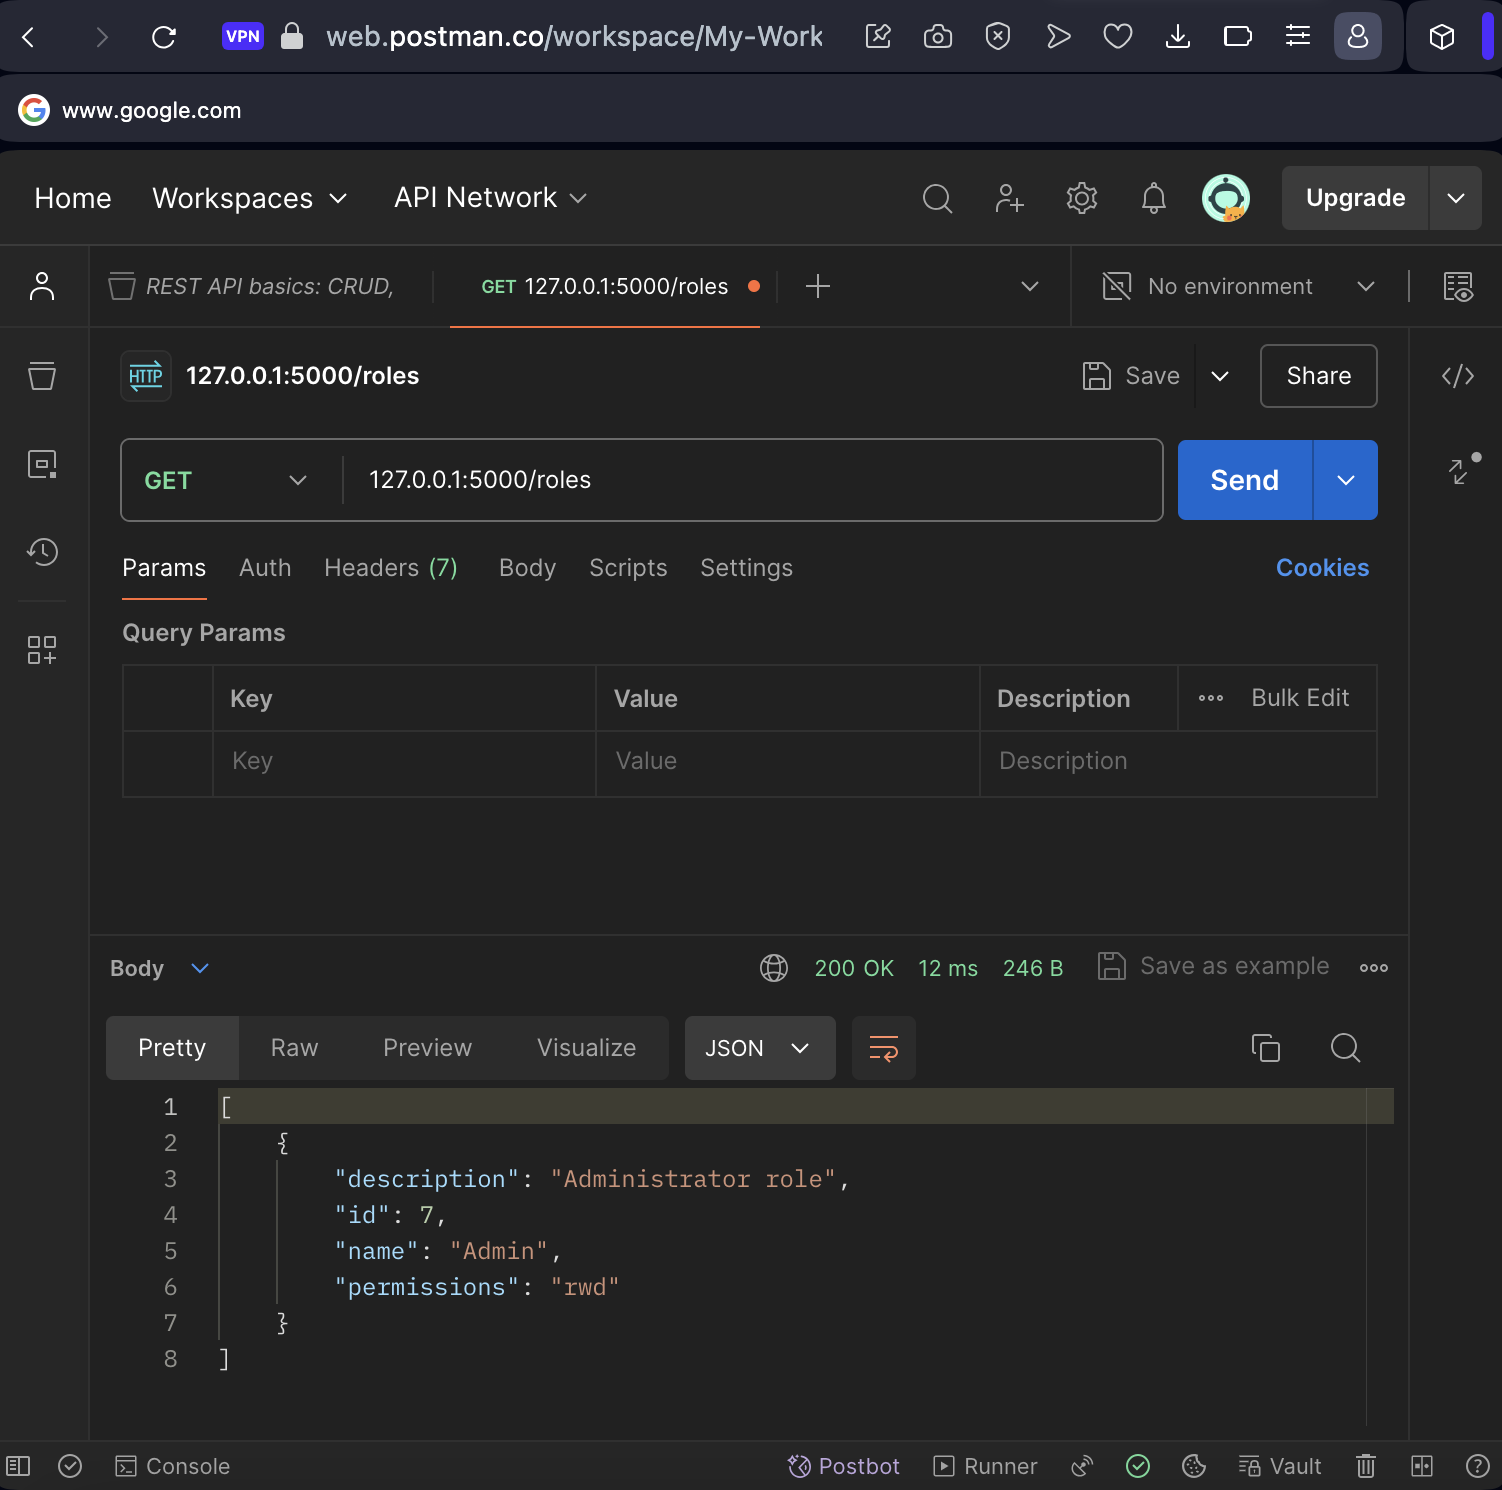 VPN web.postman.co/workspace/My-Work
www.google.com
Home Workspaces API Network Upgrade
REST API basics: CRUD, GET 127.0.0.1:5000/roles No environment
HTTP 127.0.0.1:5000/roles Save Share
GET 127.0.0.1:5000/roles Send
Params Auth Headers (7) Body Scripts Settings Cookies
Query Params
Key Value Description Bulk Edit
Key Value Description
Body 200 OK 12 ms 246 B Save as example
Pretty Raw Preview Visualize JSON
1 [
2 {
3 "description": "Administrator role",
4 "id": 7,
5 "name": "Admin",
6 "permissions": "rwd"
7 }
8 ]
Console Postbot Runner Vault